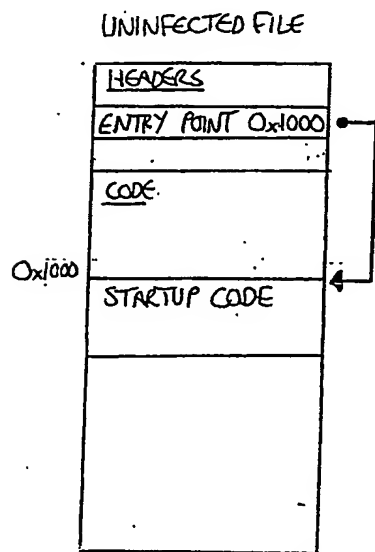 UNINFECTED FILE
HEADERS
ENTRY POINT 0x1000
CODE.
0x1000
STARTUP CODE